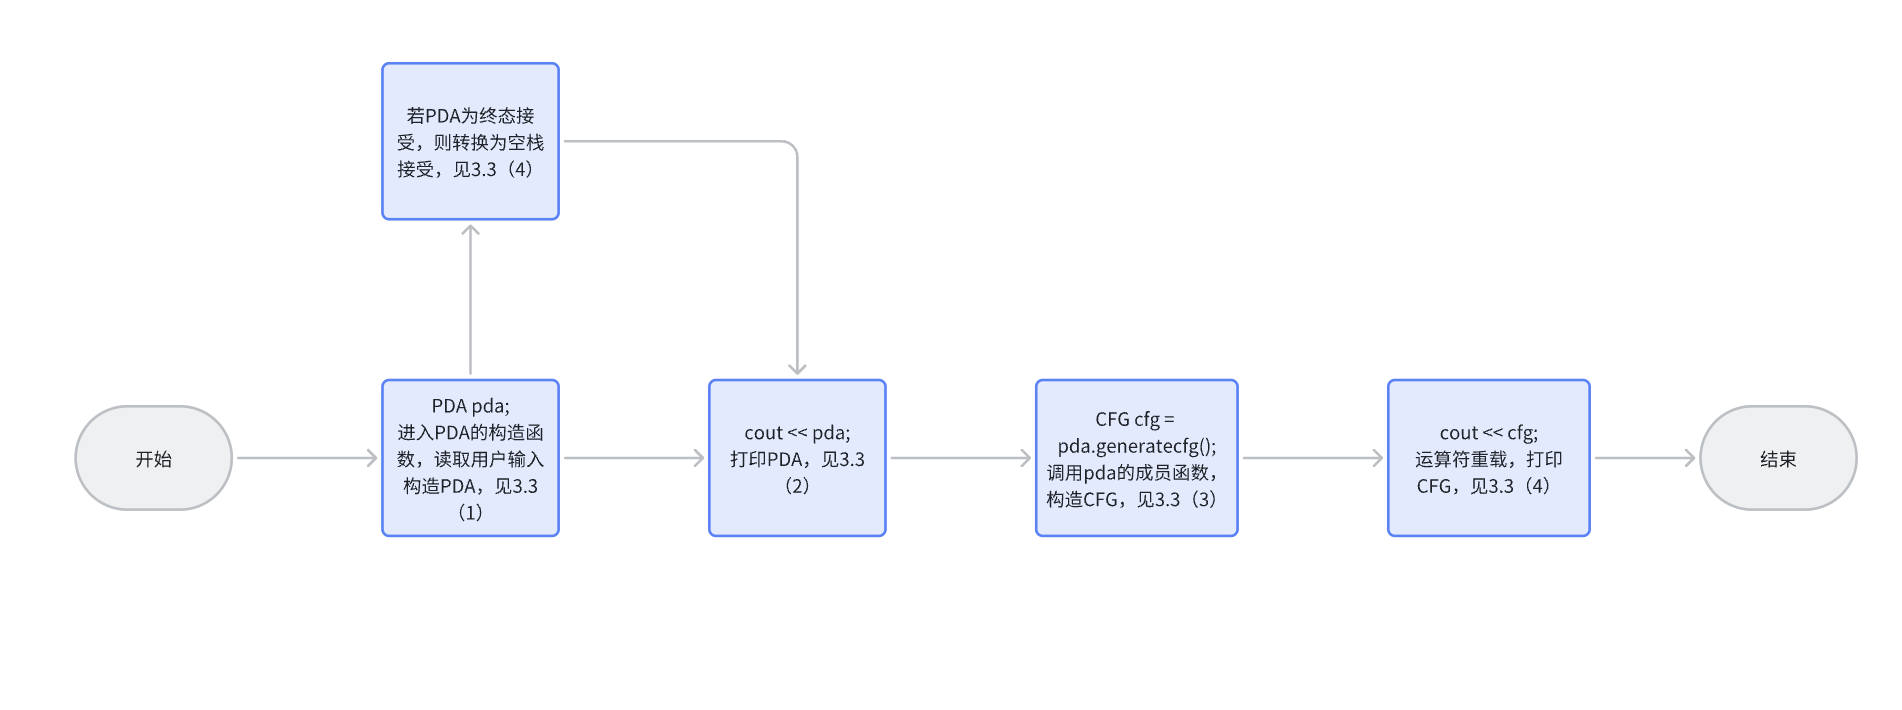 若PDA为终态接
受，则转换为空栈
接受，见3.3（4）
开始
PDA pda;
进入PDA的构造函
数，读取用户输入
构造PDA，见3.3
（1）
cout << pda;
打印PDA，见3.3
（2）
CFG cfg =
pda.generatecfg();
调用pda的成员函数，
构造CFG，见3.3（3）
cout << cfg;
运算符重载，打印
CFG，见3.3（4）
结束